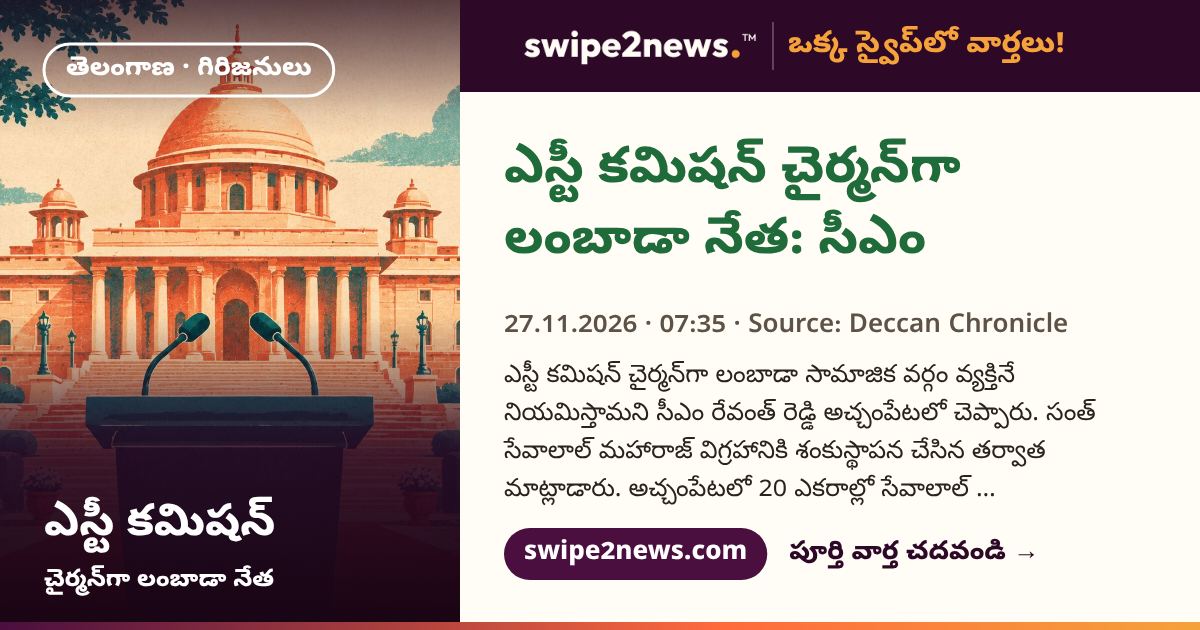 తెలంగాణ · గిరిజనులు
ఎస్టీ కమిషన్
చైర్మన్‌గా లంబాడా నేత
swipe2news.™ ఒక్క స్వైప్‌లో వార్తలు!
ఎస్టీ కమిషన్ చైర్మన్‌గా
లంబాడా నేత: సీఎం
27.11.2026 · 07:35 · Source: Deccan Chronicle
ఎస్టీ కమిషన్ చైర్మన్‌గా లంబాడా సామాజిక వర్గం వ్యక్తినే
నియమిస్తామని సీఎం రేవంత్ రెడ్డి అచ్చంపేటలో చెప్పారు. సంత్
సేవాలాల్ మహారాజ్ విగ్రహానికి శంకుస్థాపన చేసిన తర్వాత
మాట్లాడారు. అచ్చంపేటలో 20 ఎకరాల్లో సేవాలాల్ ...
swipe2news.com పూర్తి వార్త చదవండి →